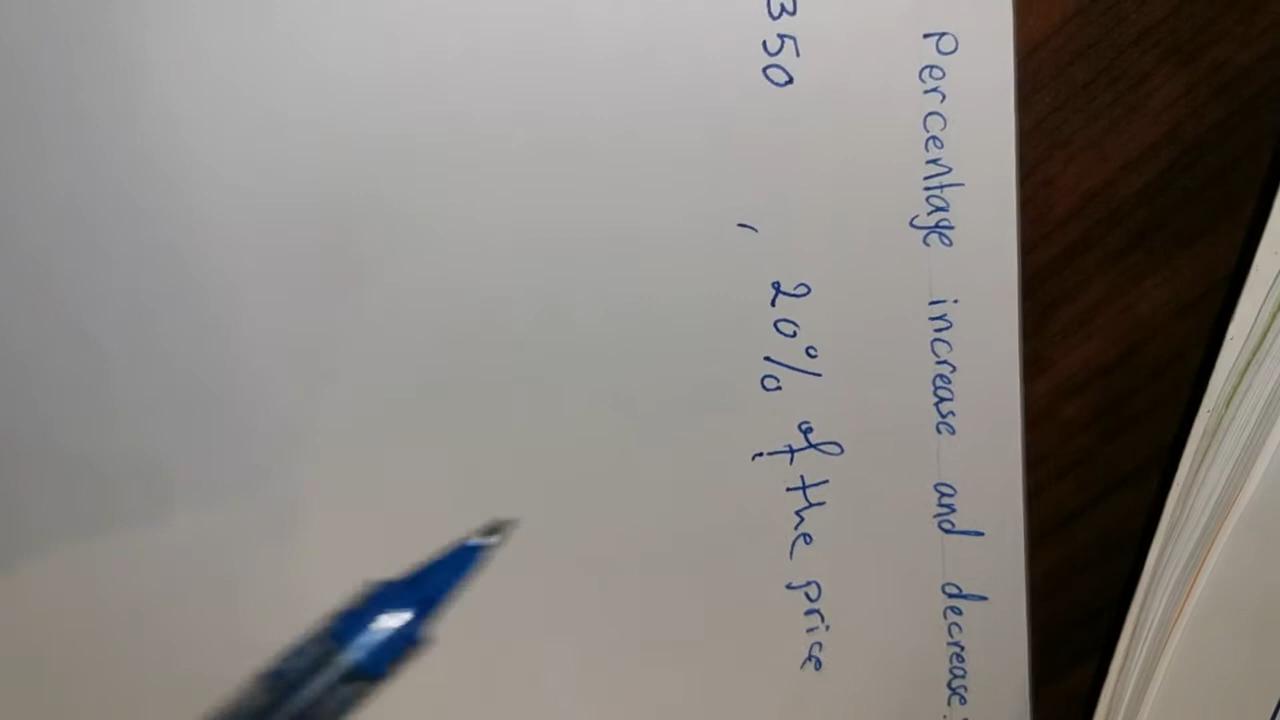 Percentage increase and decrease:
350 , 20% of the price